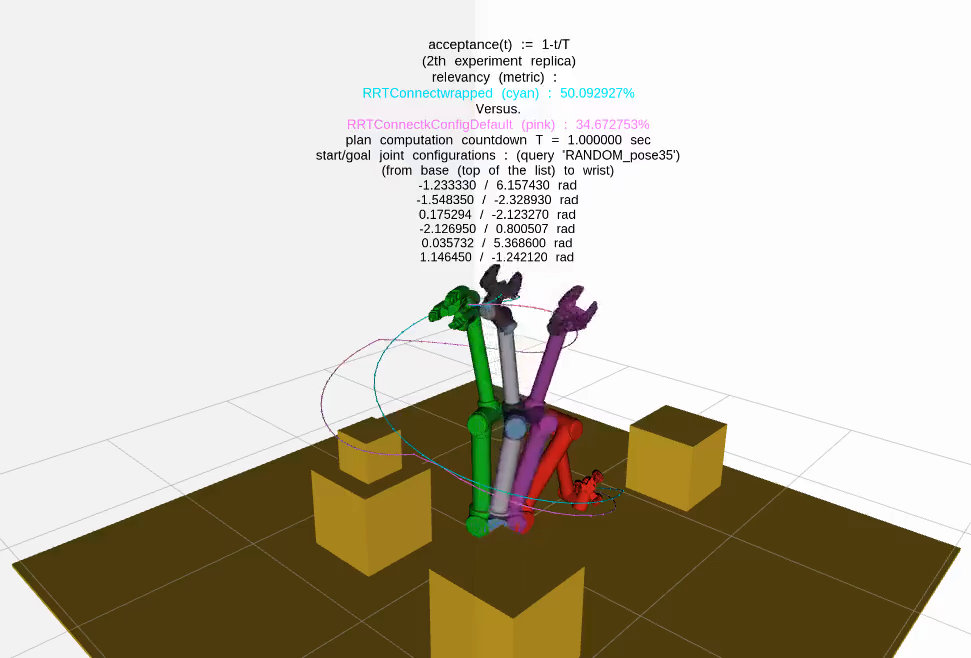 acceptance(t) := 1-t/T
(2th experiment replica)
relevancy (metric) :
RRTConnectwrapped (cyan) : 50.092927%
Versus.
RRTConnectkConfigDefault (pink) : 34.672753%
plan computation countdown T = 1.000000 sec
start/goal joint configurations : (query 'RANDOM_pose35')
(from base (top of the list) to wrist)
-1.233330 / 6.157430 rad
-1.548350 / -2.328930 rad
0.175294 / -2.123270 rad
-2.126950 / 0.800507 rad
0.035732 / 5.368600 rad
1.146450 / -1.242120 rad